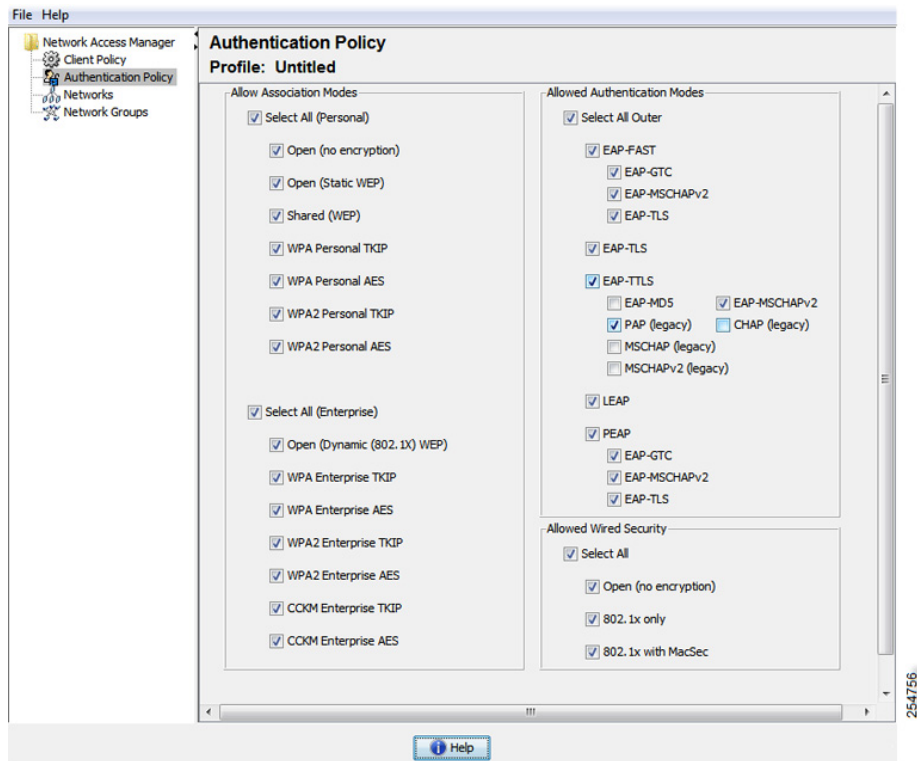 File Help
Network Access Manager
Client Policy
Authentication Policy
Networks
Network Groups
Authentication Policy
Profile: Untitled
Allow Association Modes
Select All (Personal)
Open (no encryption)
Open (Static WEP)
Shared (WEP)
WPA Personal TKIP
WPA Personal AES
WPA2 Personal TKIP
WPA2 Personal AES
Select All (Enterprise)
Open (Dynamic (802.1X) WEP)
WPA Enterprise TKIP
WPA Enterprise AES
WPA2 Enterprise TKIP
WPA2 Enterprise AES
CCKM Enterprise TKIP
CCKM Enterprise AES
Allowed Authentication Modes
Select All Outer
EAP-FAST
EAP-GTC
EAP-MSCHAPv2
EAP-TLS
EAP-TLS
EAP-TTLS
EAP-MD5 EAP-MSCHAPv2
PAP (legacy) CHAP (legacy)
MSCHAP (legacy)
MSCHAPv2 (legacy)
LEAP
PEAP
EAP-GTC
EAP-MSCHAPv2
EAP-TLS
Allowed Wired Security
Select All
Open (no encryption)
802.1x only
802.1x with MacSec
Help
254756